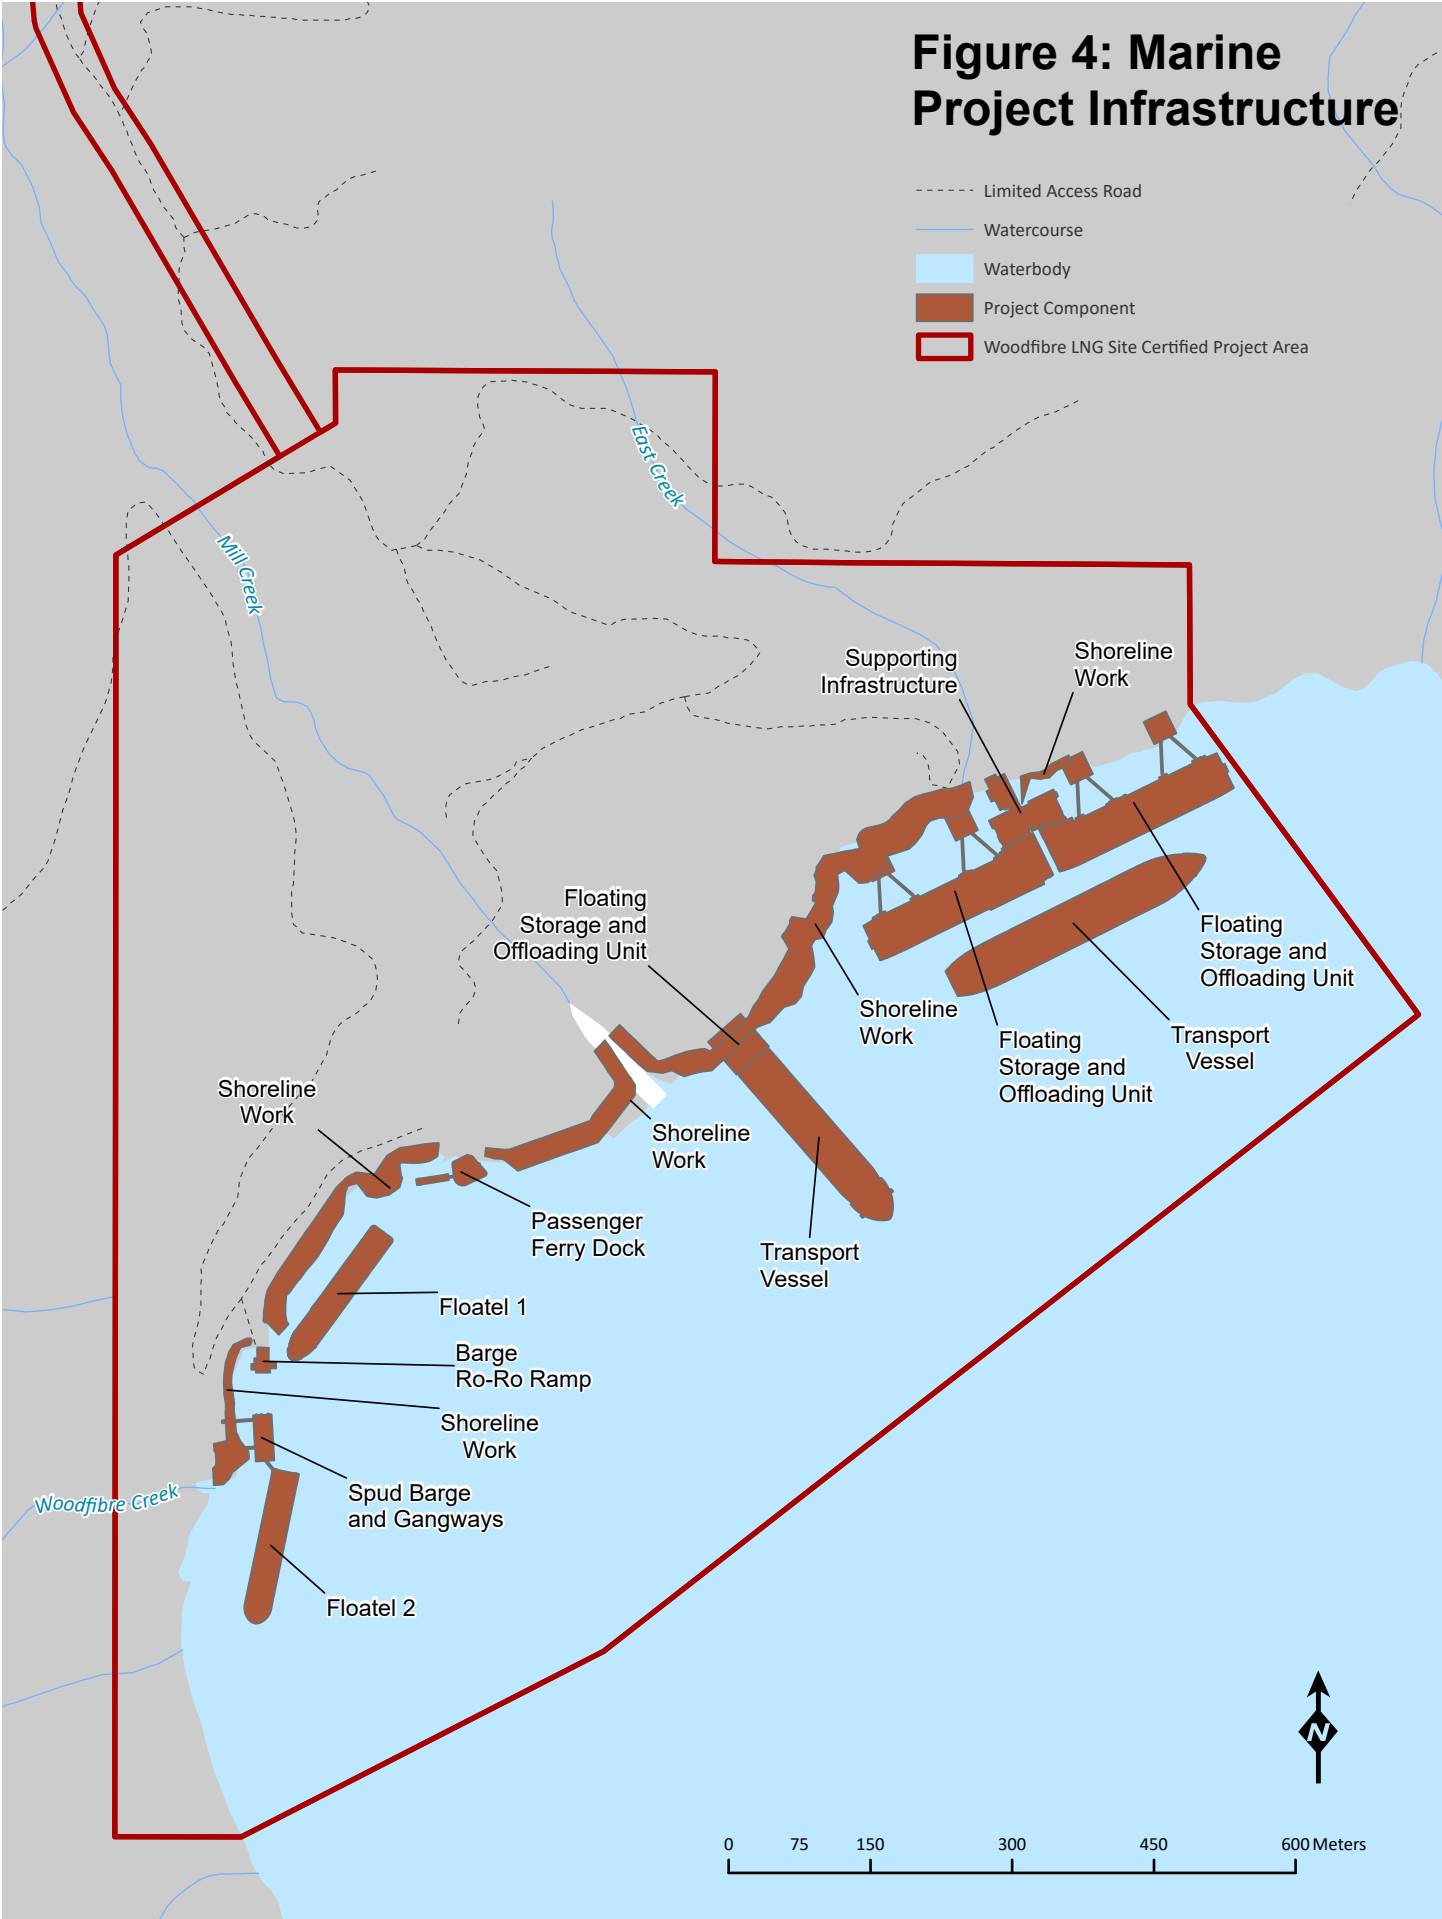 Figure 4: Marine
Project Infrastructure
Limited Access Road
Watercourse
Waterbody
Project Component
Woodfibre LNG Site Certified Project Area
East Creek
Mill Creek
Supporting
Infrastructure
Shoreline
Work
Floating
Storage and
Offloading Unit
Floating
Storage and
Offloading Unit
Shoreline
Work
Floating
Storage and
Offloading Unit
Transport
Vessel
Shoreline
Work
Shoreline
Work
Passenger
Ferry Dock
Transport
Vessel
Floatel 1
Barge
Ro-Ro Ramp
Shoreline
Work
Spud Barge
and Gangways
Woodfibre Creek
Floatel 2
N
0 75 150 300 450 600 Meters